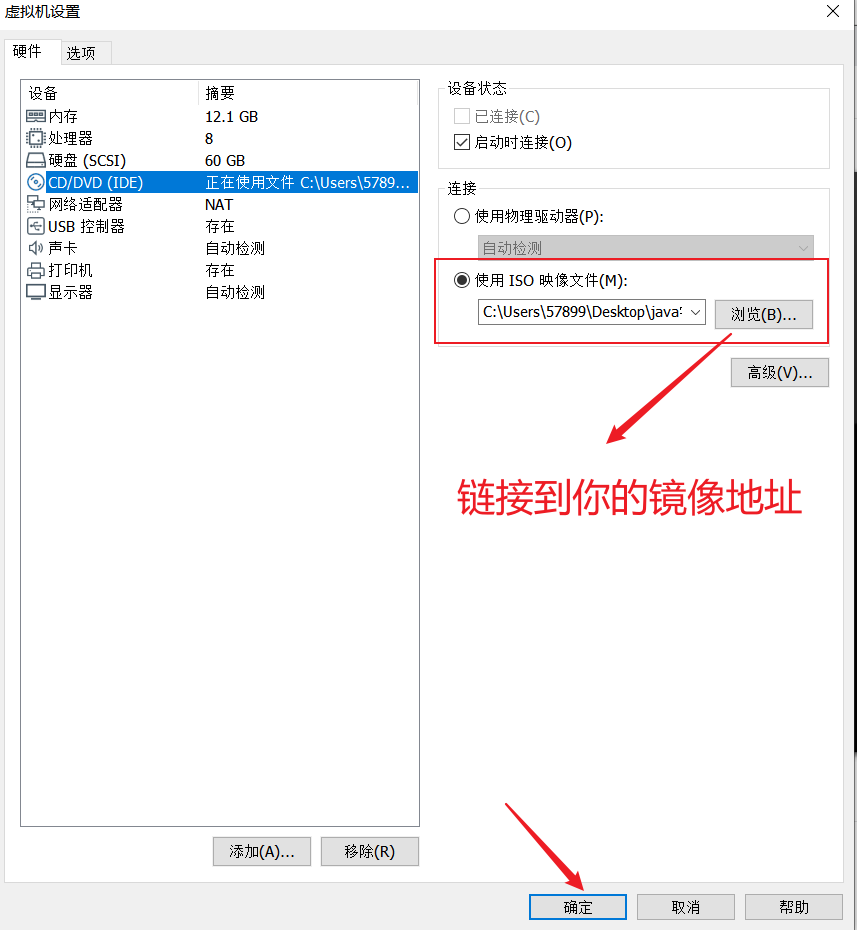 虚拟机设置
硬件 选项
设备 摘要
内存 12.1 GB
处理器 8
硬盘 (SCSI) 60 GB
CD/DVD (IDE) 正在使用文件 C:\Users\5789...
网络适配器 NAT
USB 控制器 存在
声卡 自动检测
打印机 存在
显示器 自动检测
添加(A)... 移除(R)
设备状态
已连接(C)
启动时连接(O)
连接
使用物理驱动器(P):
自动检测
使用 ISO 映像文件(M):
C:\Users\57899\Desktop\java 浏览(B)...
高级(V)...
链接到你的镜像地址
确定 取消 帮助